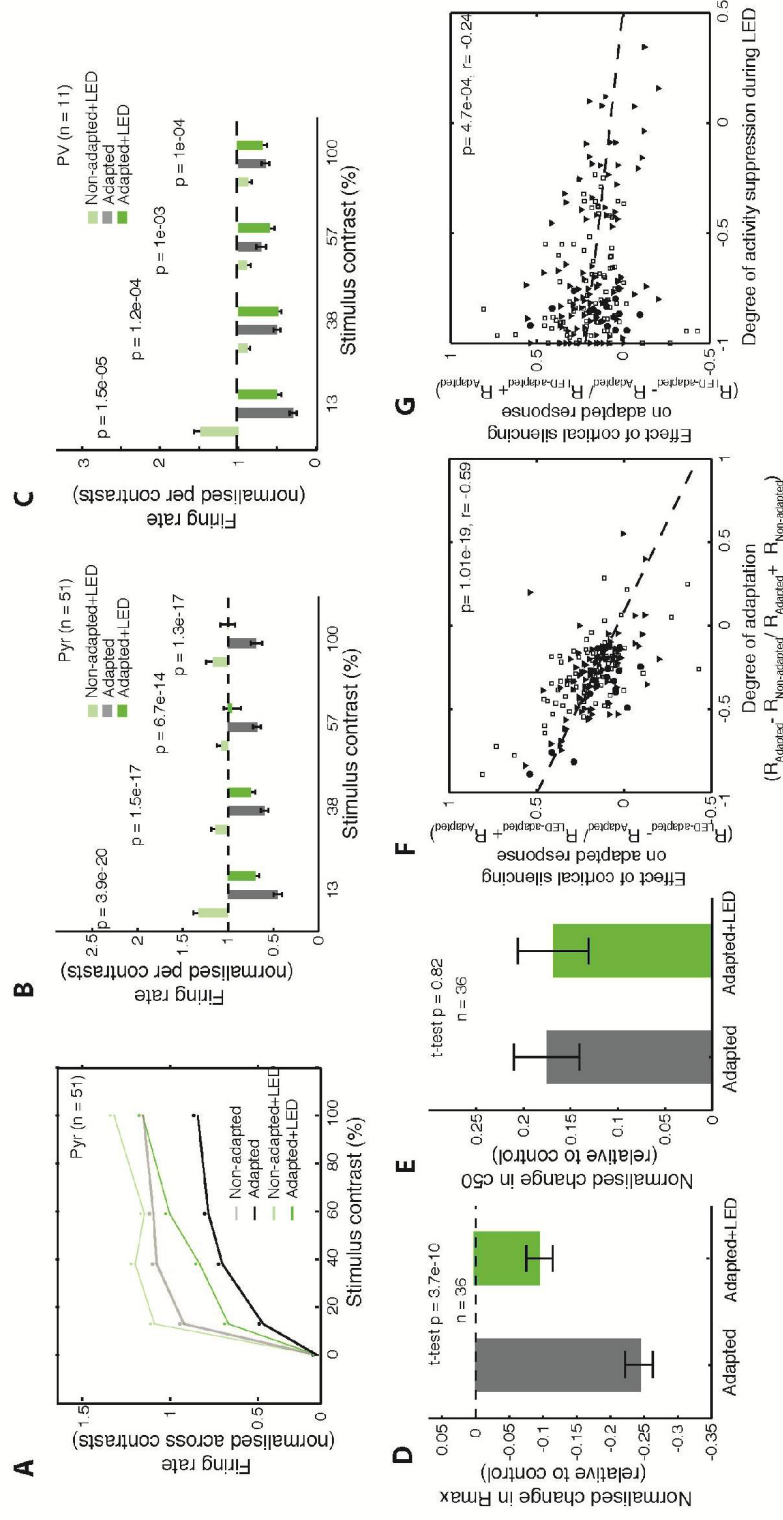 A
Pyr (n = 51)
Firing rate
(normalised across contrasts)
1.5
1
0.5
0
0
20
40
60
80
100
Stimulus contrast (%)
Non-adapted
Adapted
Non-adapted+LED
Adapted+LED
B
Pyr (n = 51)
Non-adapted+LED
Adapted
Adapted+LED
Firing rate
(normalised per contrasts)
2.5
2
1.5
1
0.5
0
p = 3.9e-20
p = 1.5e-17
p = 6.7e-14
p = 1.3e-17
13
38
57
100
Stimulus contrast (%)
C
PV (n = 11)
Non-adapted+LED
Adapted
Adapted+LED
Firing rate
(normalised per contrasts)
3
2
1
0
p = 1.5e-05
p = 1.2e-04
p = 1e-03
p = 1e-04
13
38
57
100
Stimulus contrast (%)
D
Normalised change in Rmax
(relative to control)
0.05
0
-0.05
-0.1
-0.15
-0.2
-0.25
-0.3
-0.35
t-test p = 3.7e-10
n = 36
Adapted
Adapted+LED
E
Normalised change in c50
(relative to control)
0.25
0.2
0.15
0.1
0.05
0
t-test p = 0.82
n = 36
Adapted
Adapted+LED
F
Effect of cortical silencing
on adapted response
(RLED-adapted- RAdapted/ RLED-adapted+ RAdapted)
1
0.5
0
-0.5
p= 1.01e-19, r= -0.59
-1
-0.5
0
0.5
1
Degree of adaptation
(RAdapted- RNon-adapted/ RAdapted+ RNon-adapted)
G
Effect of cortical silencing
on adapted response
(RLED-adapted- RAdapted/ RLED-adapted+ RAdapted)
1
0.5
0
-0.5
p= 4.7e-04, r= -0.24
-1
-0.5
0
0.5
Degree of activity suppression during LED